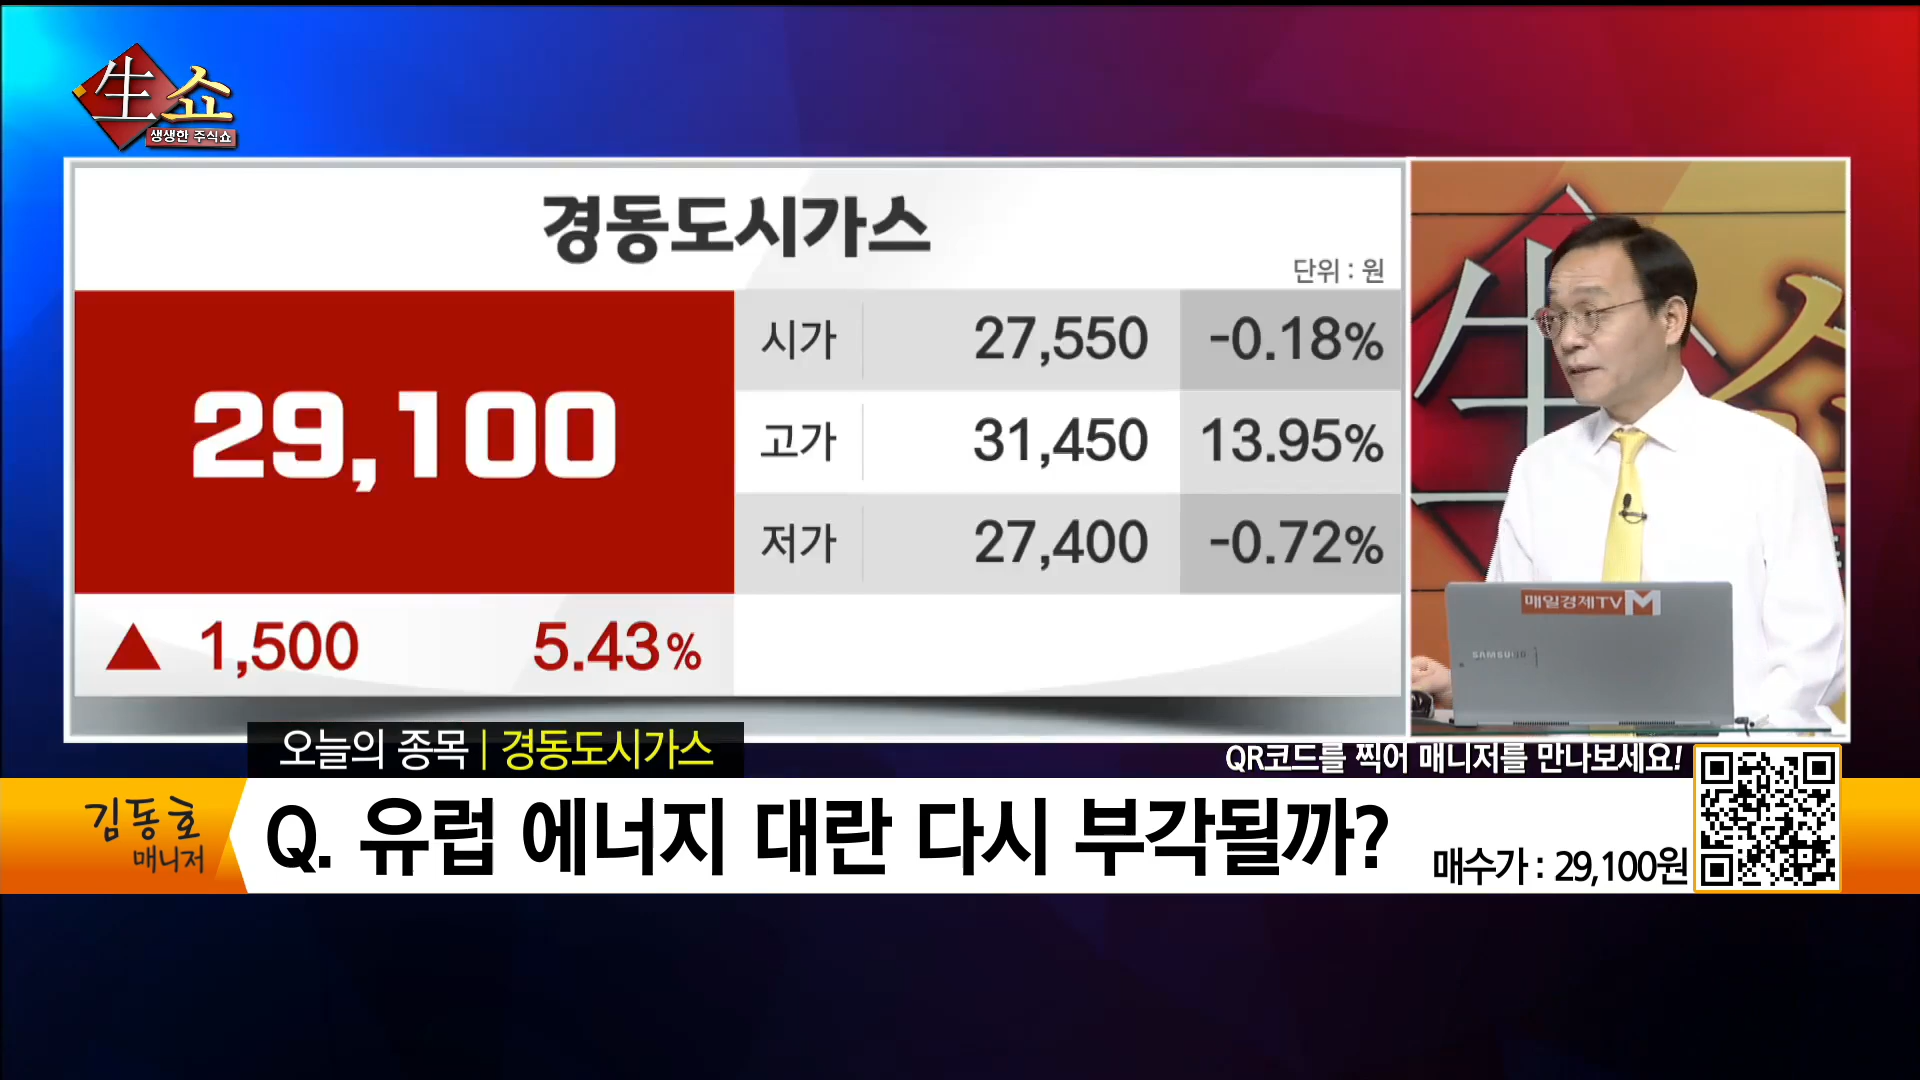 生쇼
생생한 주식쇼
경동도시가스
단위 : 원
29,100
시가 27,550 -0.18%
고가 31,450 13.95%
저가 27,400 -0.72%
▲ 1,500 5.43%
生쇼
매일경제TV M
SAMSUNG
오늘의 종목 | 경동도시가스
QR코드를 찍어 매니저를 만나보세요!
김동호
매니저
Q. 유럽 에너지 대란 다시 부각될까?
매수가 : 29,100원